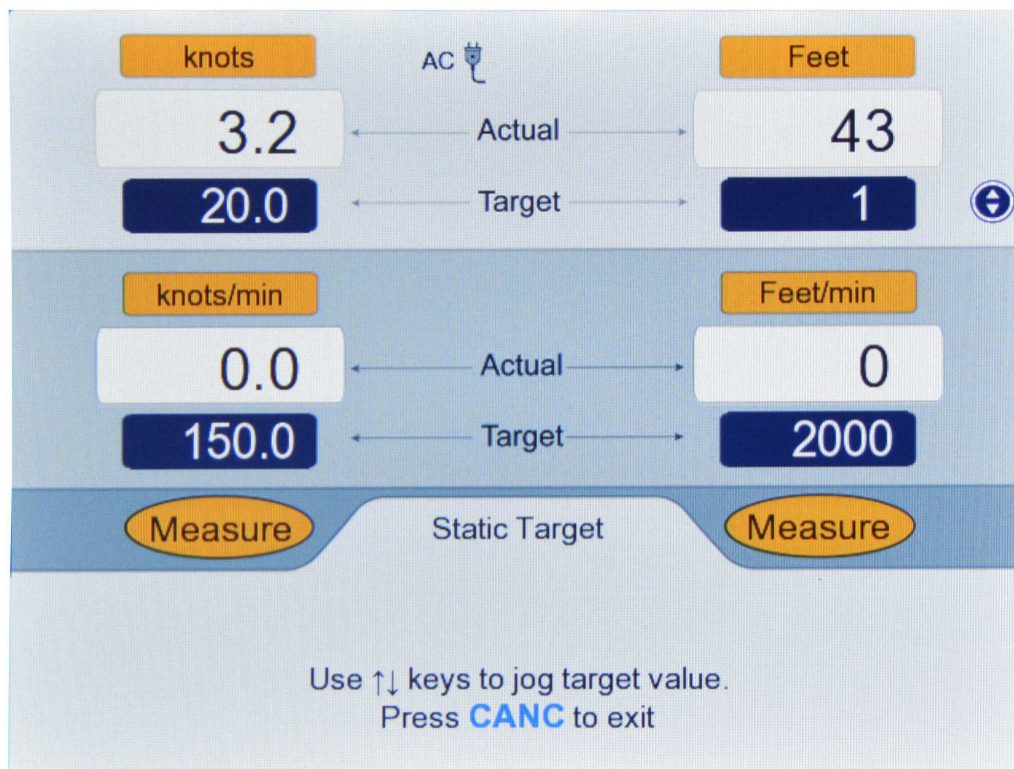 knots AC Feet
3.2 Actual 43
20.0 Target 1
knots/min Feet/min
0.0 Actual 0
150.0 Target 2000
Measure Static Target Measure
Use ↑↓ keys to jog target value.
Press CANC to exit